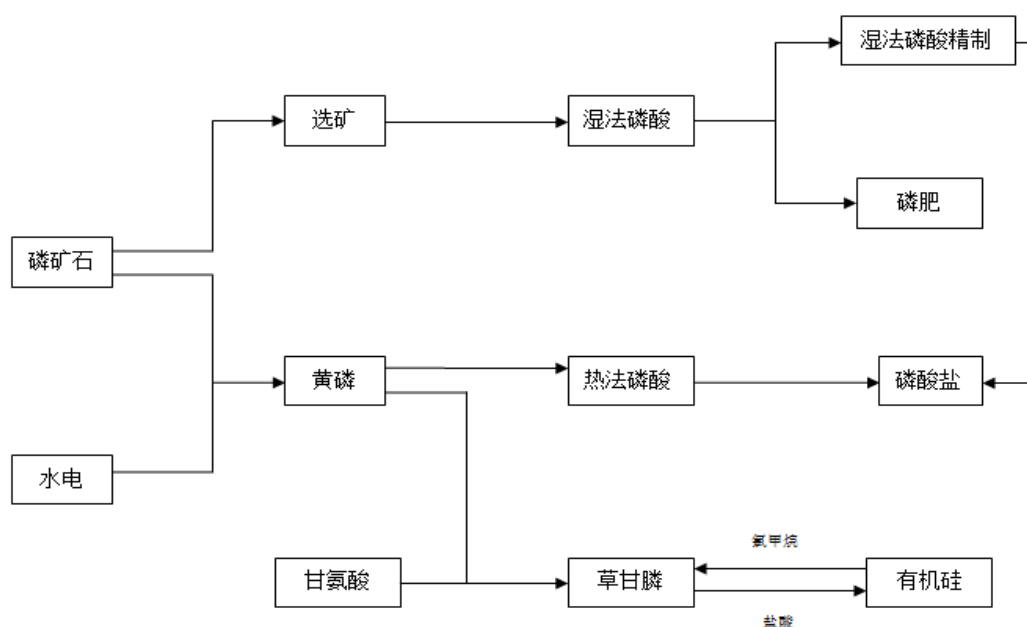 湿法磷酸精制
选矿
湿法磷酸
磷肥
磷矿石
黄磷
热法磷酸
磷酸盐
水电
氯甲烷
甘氨酸
草甘膦
有机硅
盐酸